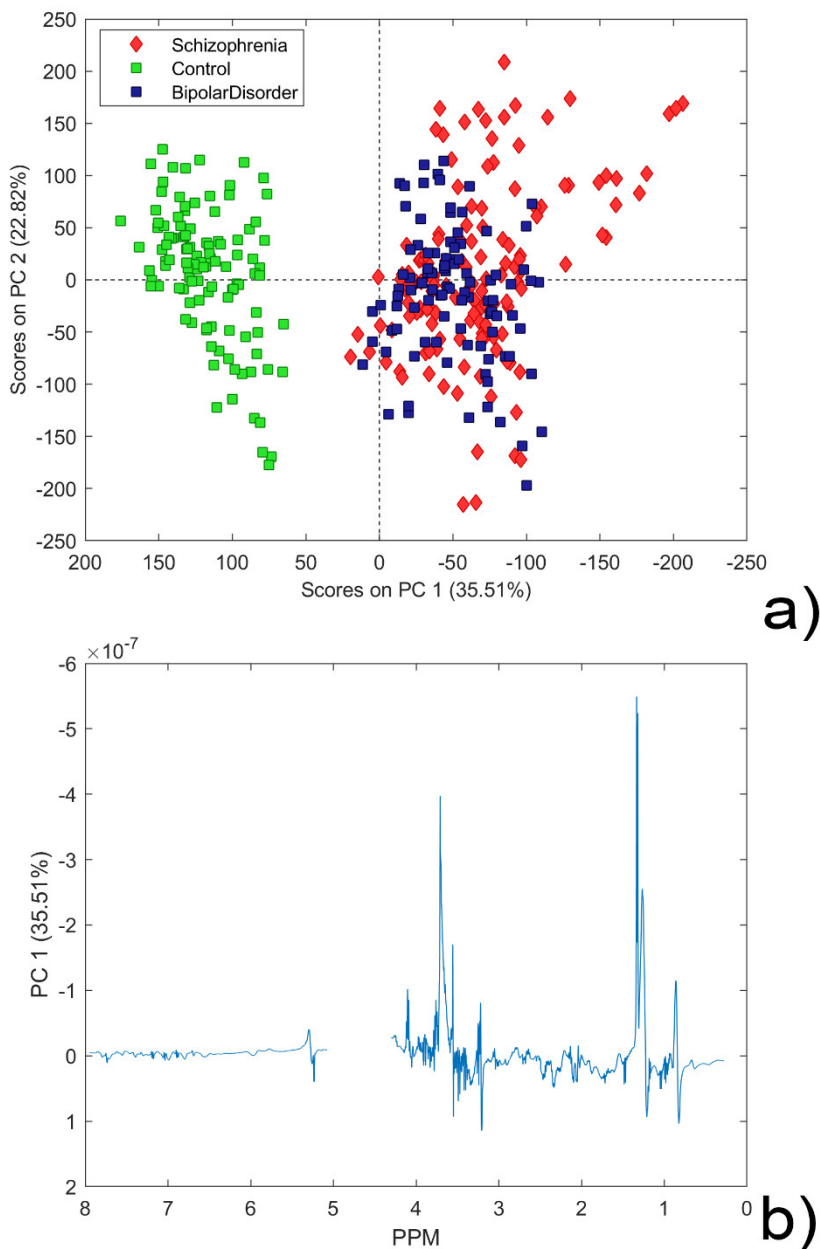 250
200
150
100
50
0
-50
-100
-150
-200
-250
Scores on PC 2 (22.82%)
Schizophrenia
Control
BipolarDisorder
200 150 100 50 0 -50 -100 -150 -200 -250
Scores on PC 1 (35.51%)
a)
×10⁻⁷
-6
-5
-4
-3
-2
-1
0
1
2
PC 1 (35.51%)
8 7 6 5 4 3 2 1 0
PPM
b)